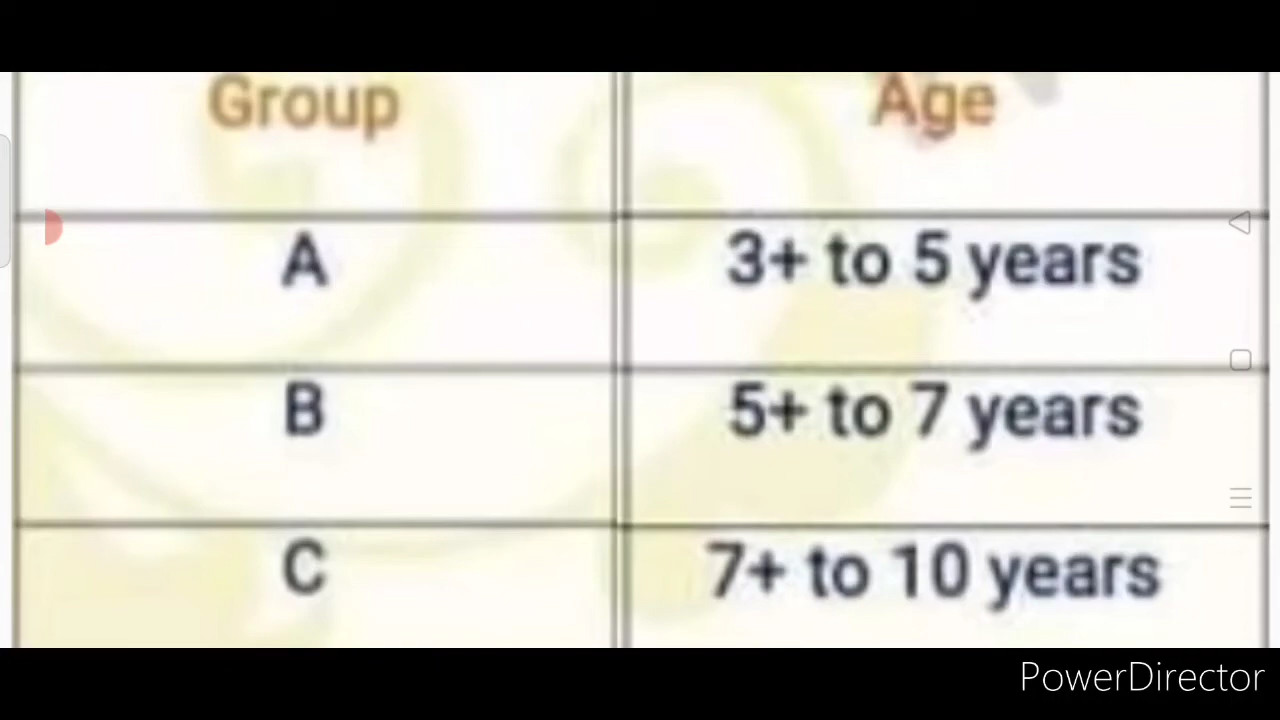 Group Age
A 3+ to 5 years
B 5+ to 7 years
C 7+ to 10 years
PowerDirector